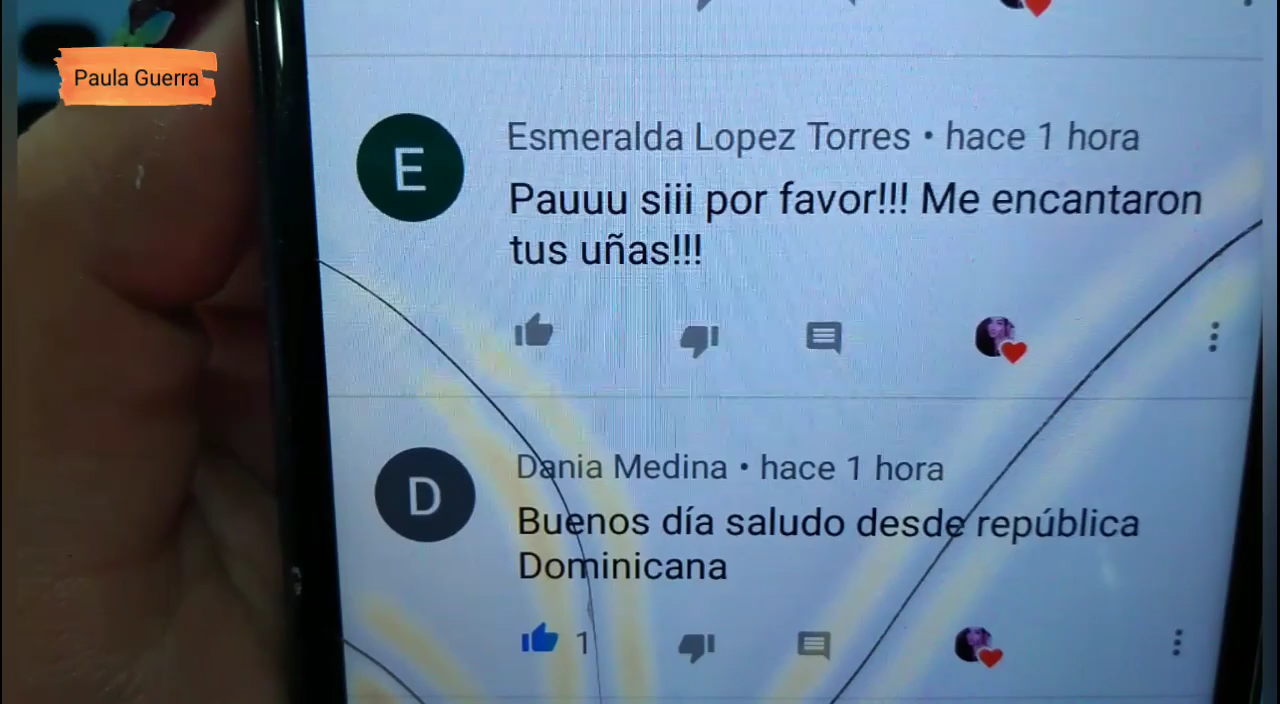 Paula Guerra
E
Esmeralda Lopez Torres • hace 1 hora
Pauuu siii por favor!!! Me encantaron
tus uñas!!!
D
Dania Medina • hace 1 hora
Buenos día saludo desde república
Dominicana
1